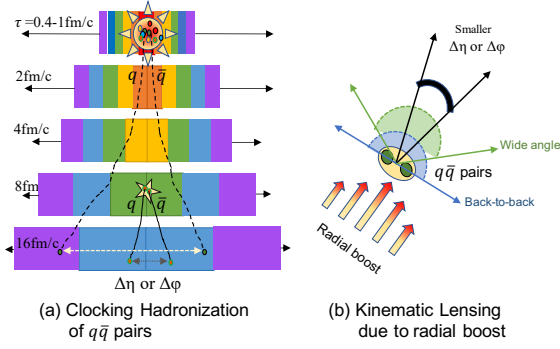 τ =0.4-1fm/c
q q̄
2fm/c
4fm/c
8fm
q q̄
16fm/c
Δη or Δφ
(a) Clocking Hadronization
of qq̄ pairs
Smaller
Δη or Δφ
Wide angle
qq̄ pairs
Back-to-back
Radial boost
(b) Kinematic Lensing
due to radial boost